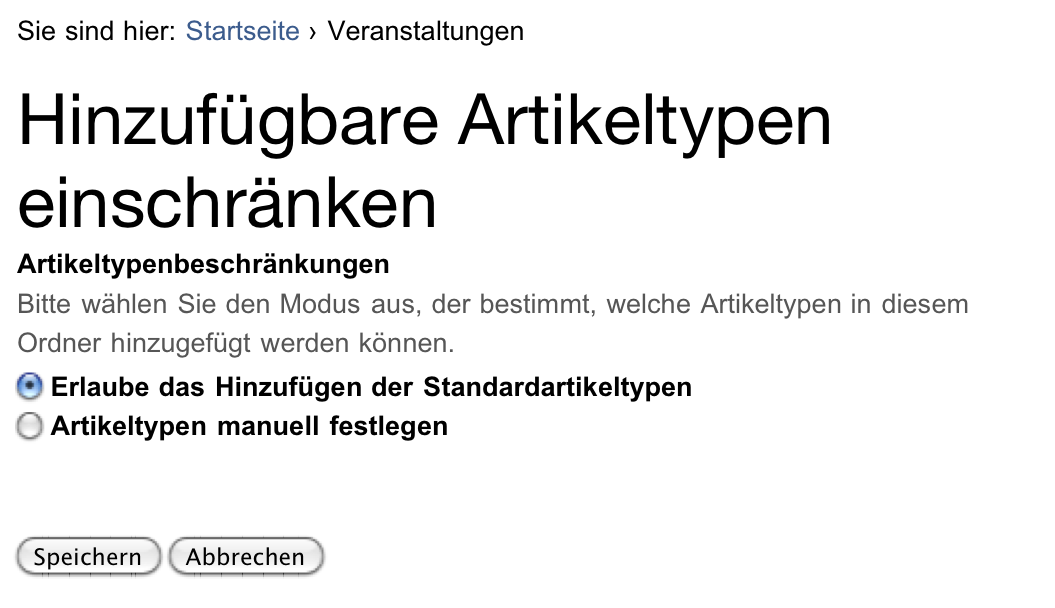 Sie sind hier: Startseite › Veranstaltungen
Hinzufügbare Artikeltypen
einschränken
Artikeltypenbeschränkungen
Bitte wählen Sie den Modus aus, der bestimmt, welche Artikeltypen in diesem
Ordner hinzugefügt werden können.
Erlaube das Hinzufügen der Standardartikeltypen
Artikeltypen manuell festlegen
Speichern Abbrechen